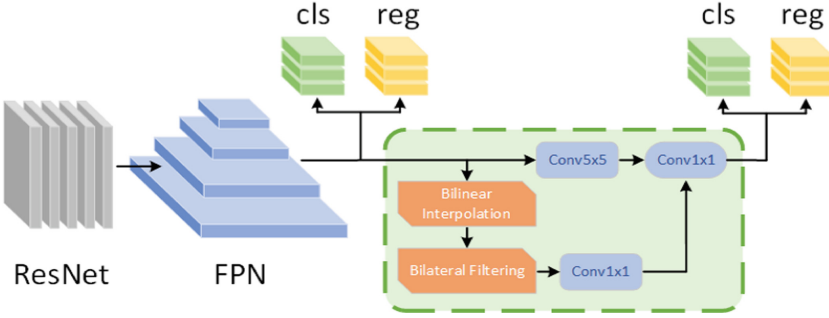 cls reg
cls reg
Conv5x5
Conv1x1
Bilinear
Interpolation
Bilateral Filtering
Conv1x1
ResNet
FPN